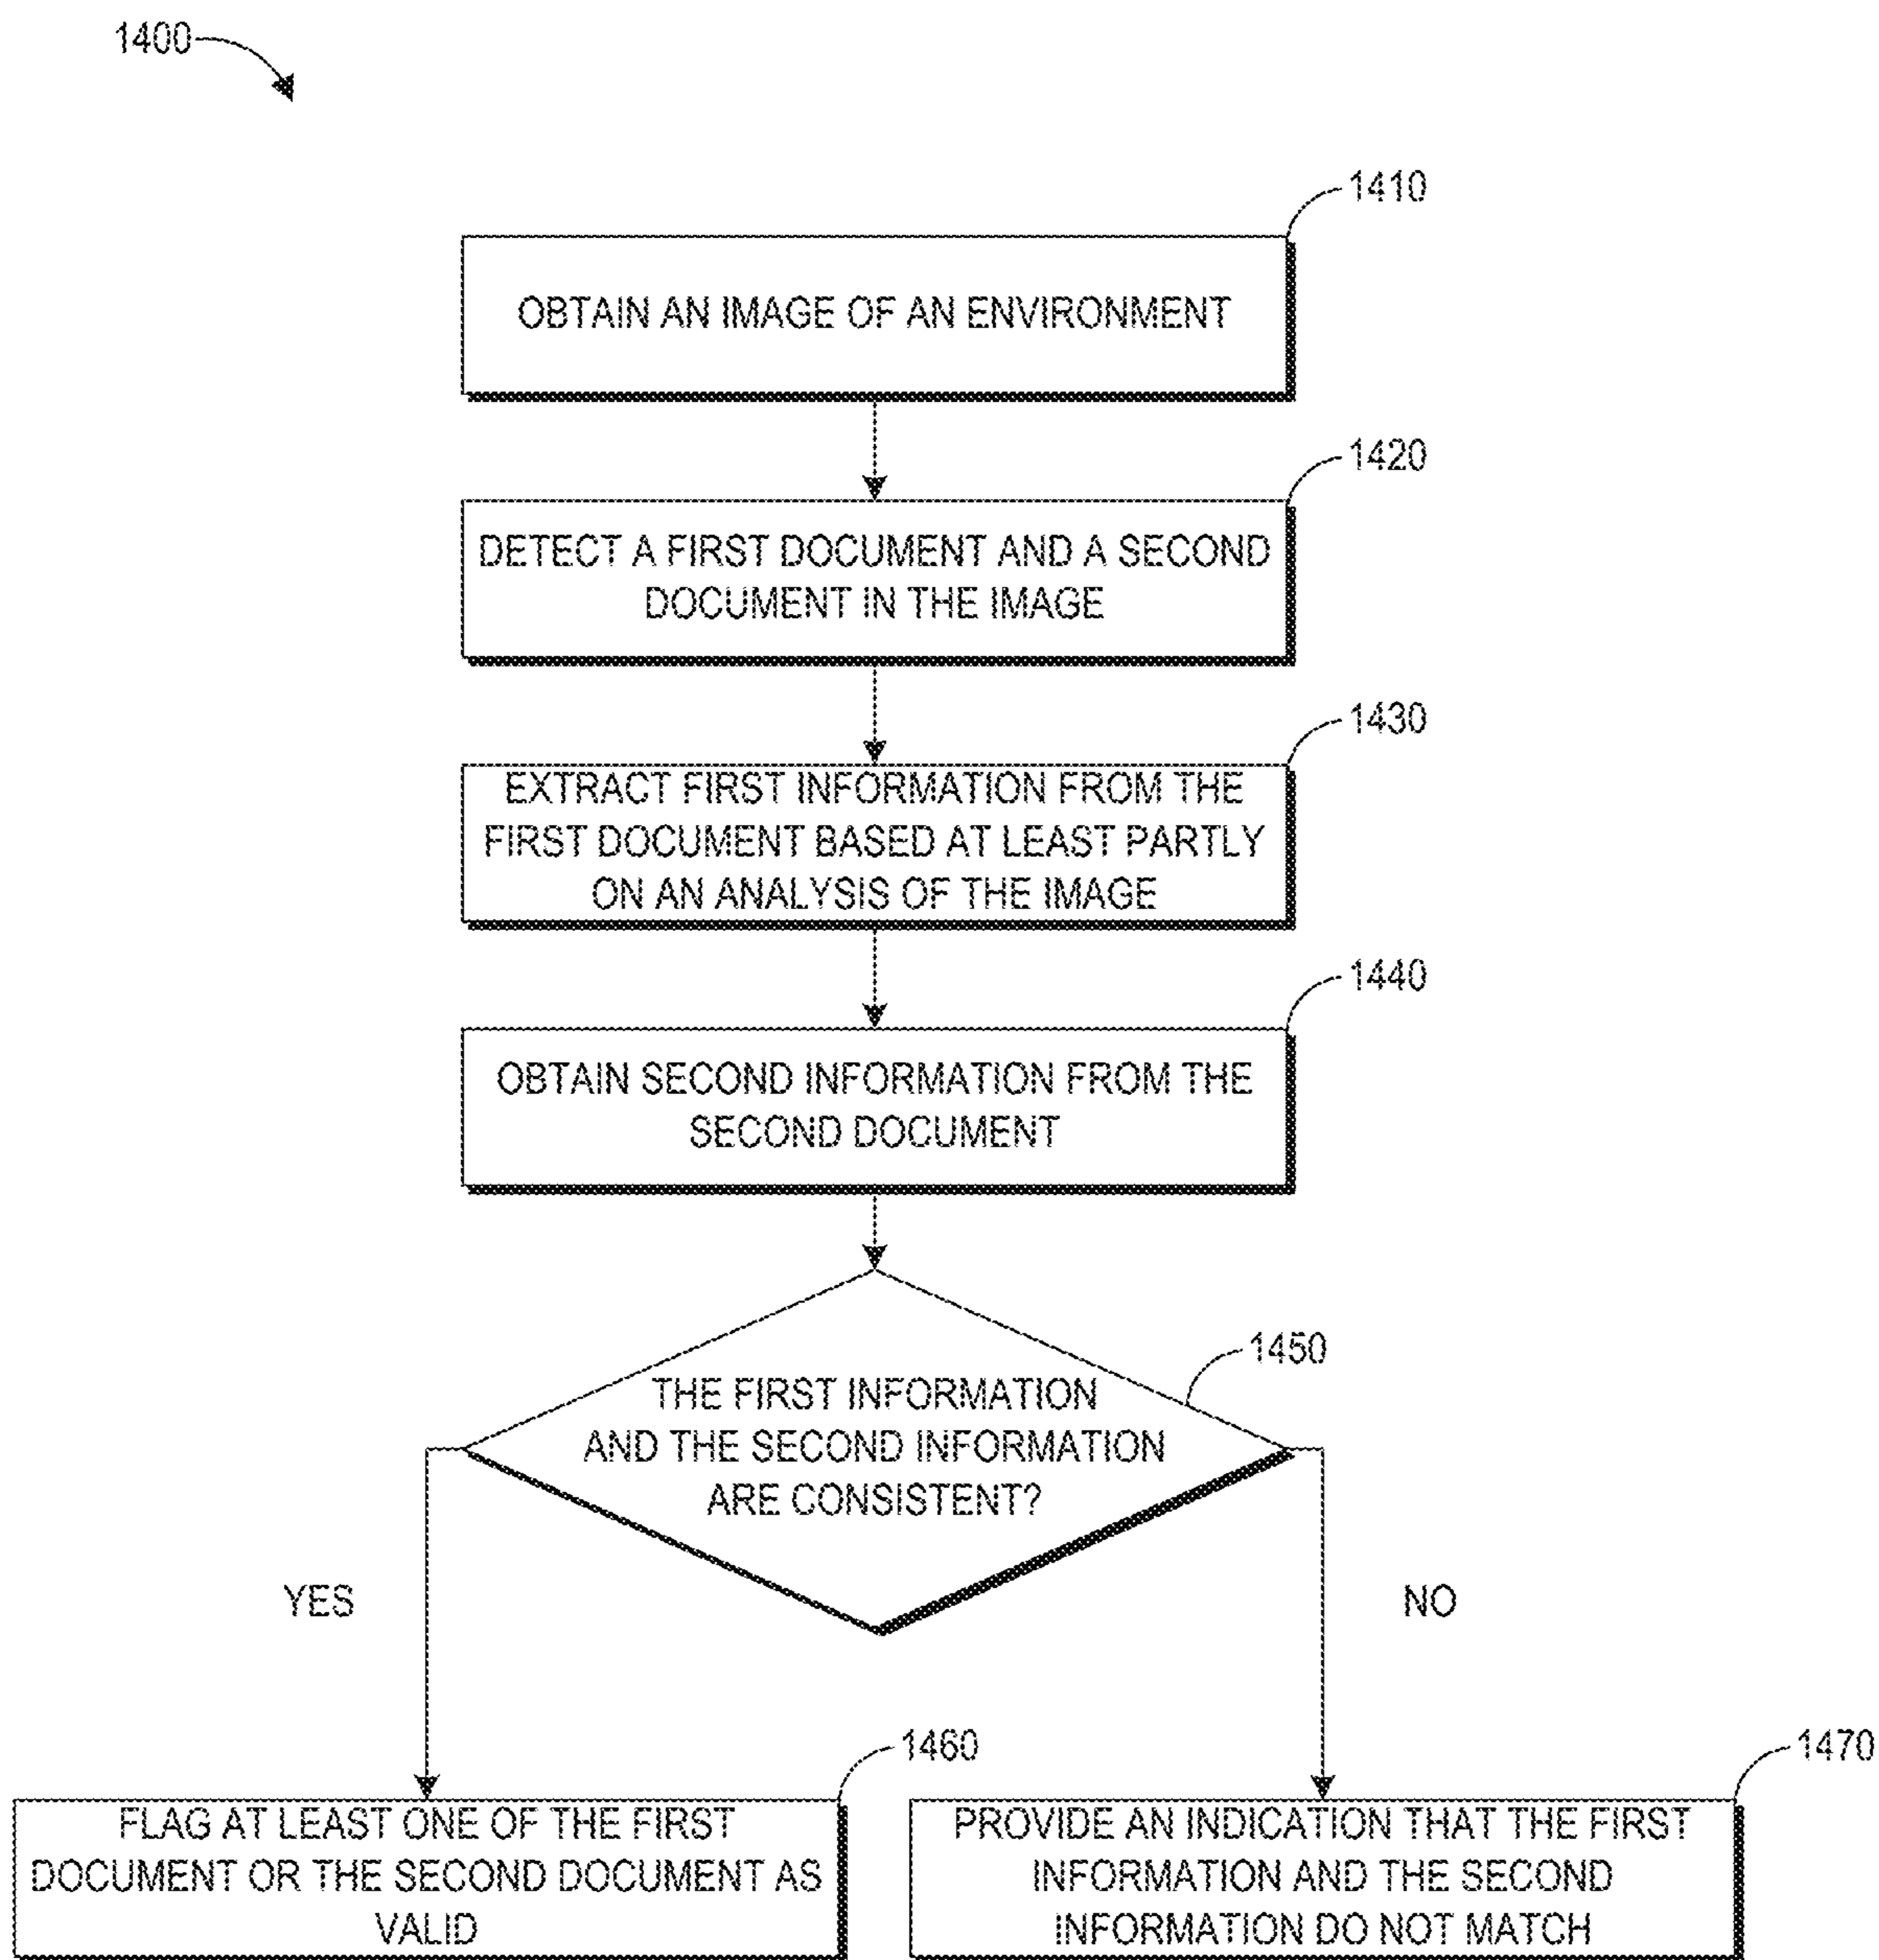 1400
1410
OBTAIN AN IMAGE OF AN ENVIRONMENT
1420
DETECT A FIRST DOCUMENT AND A SECOND
DOCUMENT IN THE IMAGE
1430
EXTRACT FIRST INFORMATION FROM THE
FIRST DOCUMENT BASED AT LEAST PARTLY
ON AN ANALYSIS OF THE IMAGE
1440
OBTAIN SECOND INFORMATION FROM THE
SECOND DOCUMENT
1450
THE FIRST INFORMATION
AND THE SECOND INFORMATION
ARE CONSISTENT?
YES
NO
1460
FLAG AT LEAST ONE OF THE FIRST
DOCUMENT OR THE SECOND DOCUMENT AS
VALID
1470
PROVIDE AN INDICATION THAT THE FIRST
INFORMATION AND THE SECOND
INFORMATION DO NOT MATCH